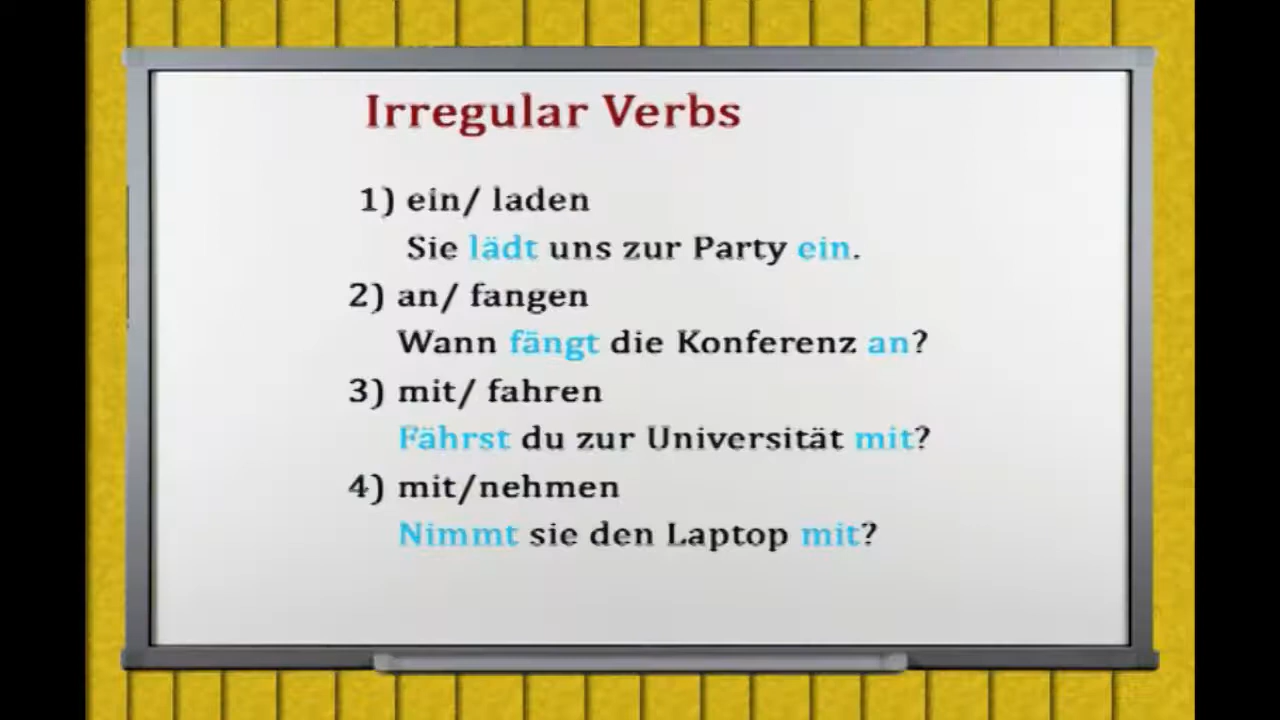 Irregular Verbs
1) ein/ laden
Sie lädt uns zur Party ein.
2) an/ fangen
Wann fängt die Konferenz an?
3) mit/ fahren
Fährst du zur Universität mit?
4) mit/nehmen
Nimmt sie den Laptop mit?